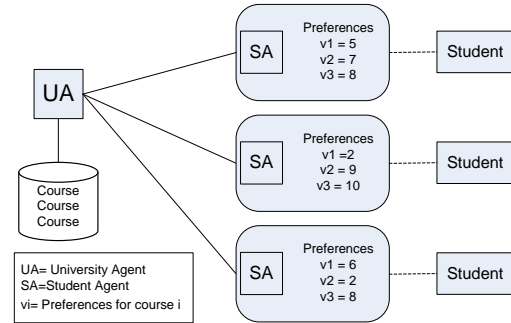 Preferences
v1 = 5
v2 = 7
v3 = 8
SA
Student
UA
Preferences
v1 =2
v2 = 9
v3 = 10
SA
Student
Course
Course
Course
Preferences
v1 = 6
v2 = 2
v3 = 8
SA
Student
UA= University Agent
SA=Student Agent
vi= Preferences for course i